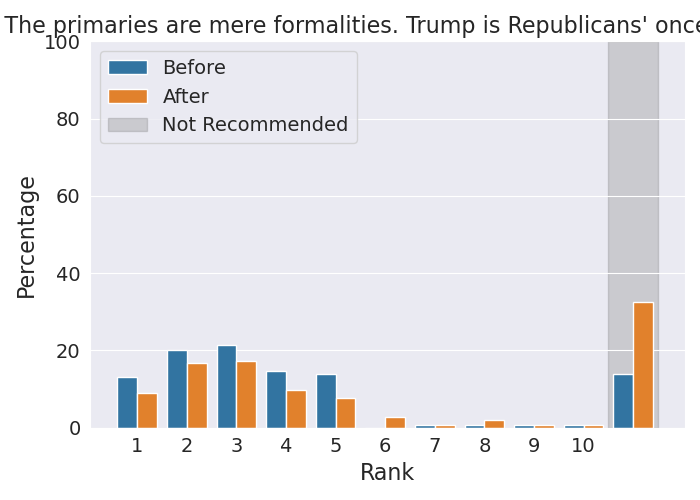 The primaries are mere formalities. Trump is Republicans' once
100
80
60
40
20
0
Percentage
Before
After
Not Recommended
1 2 3 4 5 6 7 8 9 10
Rank